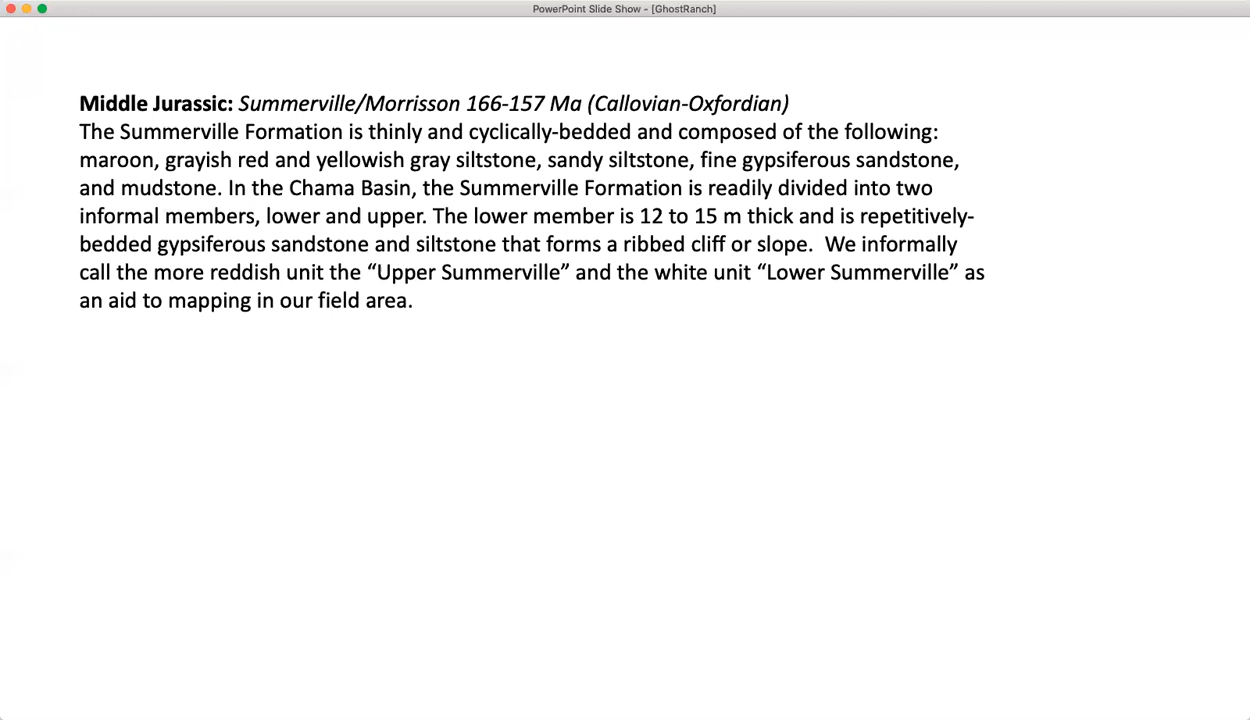 PowerPoint Slide Show - [GhostRanch]
Middle Jurassic: Summerville/Morrisson 166-157 Ma (Callovian-Oxfordian)
The Summerville Formation is thinly and cyclically-bedded and composed of the following:
maroon, grayish red and yellowish gray siltstone, sandy siltstone, fine gypsiferous sandstone,
and mudstone. In the Chama Basin, the Summerville Formation is readily divided into two
informal members, lower and upper. The lower member is 12 to 15 m thick and is repetitively-
bedded gypsiferous sandstone and siltstone that forms a ribbed cliff or slope.  We informally
call the more reddish unit the “Upper Summerville” and the white unit “Lower Summerville” as
an aid to mapping in our field area.